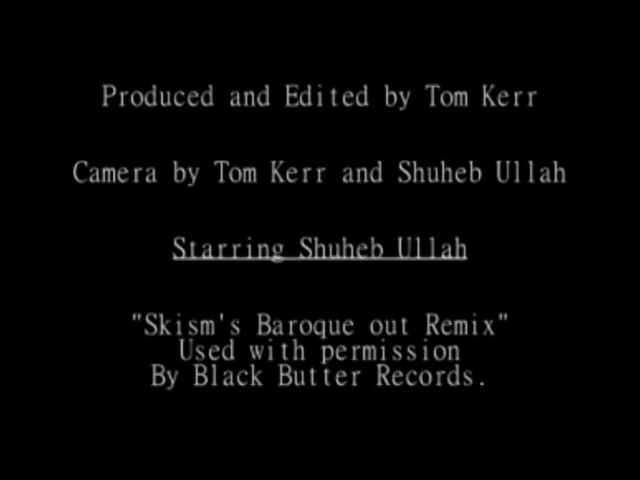 Produced and Edited by Tom Kerr
Camera by Tom Kerr and Shuheb Ullah
Starring Shuheb Ullah
"Skism's Baroque out Remix"
Used with permission
By Black Butter Records.